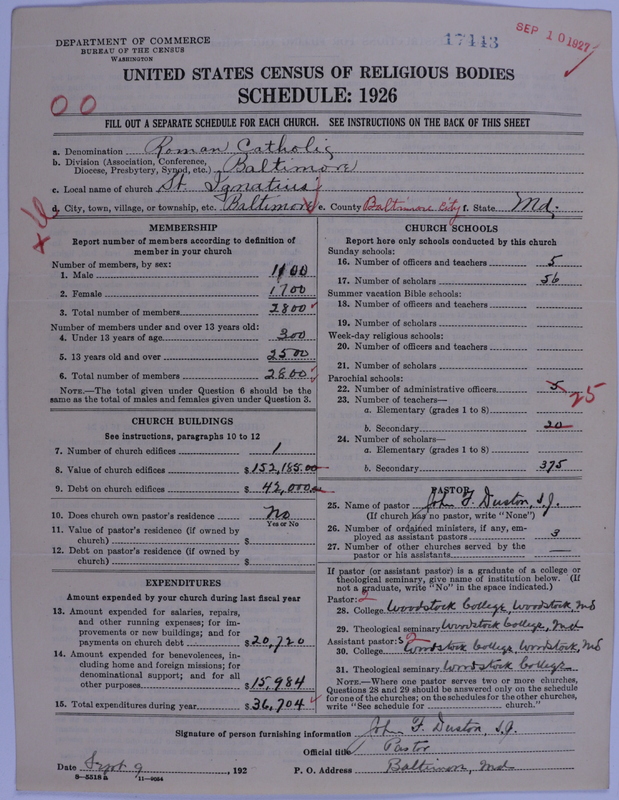 DEPARTMENT OF COMMERCE
BUREAU OF THE CENSUS
WASHINGTON
17443
SEP 10 1927
UNITED STATES CENSUS OF RELIGIOUS BODIES
SCHEDULE: 1926
00
FILL OUT A SEPARATE SCHEDULE FOR EACH CHURCH. SEE INSTRUCTIONS ON THE BACK OF THIS SHEET
a. Denomination Roman Catholic
b. Division (Association, Conference, Diocese, Presbytery, Synod, etc.) Baltimore
c. Local name of church St. Ignatius
d. City, town, village, or township, etc. Baltimore e. County Baltimore City f. State Md.
MEMBERSHIP
Report number of members according to definition of
member in your church
Number of members, by sex:
1. Male 1100
2. Female 1700
3. Total number of members 2800
Number of members under and over 13 years old:
4. Under 13 years of age 300
5. 13 years old and over 2500
6. Total number of members 2800
NOTE.—The total given under Question 6 should be the
same as the total of males and females given under Question 3.
CHURCH BUILDINGS
See instructions, paragraphs 10 to 12
7. Number of church edifices 1
8. Value of church edifices $152,185.00
9. Debt on church edifices $42,000.00
10. Does church own pastor's residence? No
Yes or No
11. Value of pastor's residence (if owned by
church) $
12. Debt on pastor's residence (if owned by
church) $
EXPENDITURES
Amount expended by your church during last fiscal year
13. Amount expended for salaries, repairs,
and other running expenses; for im-
provements or new buildings; and for
payments on church debt $20,720
14. Amount expended for benevolences, in-
cluding home and foreign missions; for
denominational support; and for all
other purposes $15,984
15. Total expenditures during year $36,704
CHURCH SCHOOLS
Report here only schools conducted by this church
Sunday schools:
16. Number of officers and teachers 5
17. Number of scholars 56
Summer vacation Bible schools:
18. Number of officers and teachers
19. Number of scholars
Week-day religious schools:
20. Number of officers and teachers
21. Number of scholars
Parochial schools:
22. Number of administrative officers 5
25
23. Number of teachers—
a. Elementary (grades 1 to 8)
b. Secondary 20
24. Number of scholars—
a. Elementary (grades 1 to 8)
b. Secondary 375
PASTOR
25. Name of pastor John F. Duston, S.J.
(If church has no pastor, write "None")
26. Number of ordained ministers, if any, em-
ployed as assistant pastors 3
27. Number of other churches served by the
pastor or his assistants —
If pastor (or assistant pastor) is a graduate of a college or
theological seminary, give name of institution below. (If
not a graduate, write "No" in the space indicated.)
Pastor: 2
28. College Woodstock College, Woodstock, Md
29. Theological seminary Woodstock College, Md
Assistant pastor: s 2
30. College Woodstock College, Woodstock, Md
31. Theological seminary Woodstock College
NOTE.—Where one pastor serves two or more churches,
Questions 28 and 29 should be answered only on the schedule
for one of the churches; on the schedules for the other churches,
write "See schedule for church."
Signature of person furnishing information John F. Duston, S.J.
Official title Pastor
Date Sept 9, 192 P. O. Address Baltimore, Md
8—5518 a 11—9054